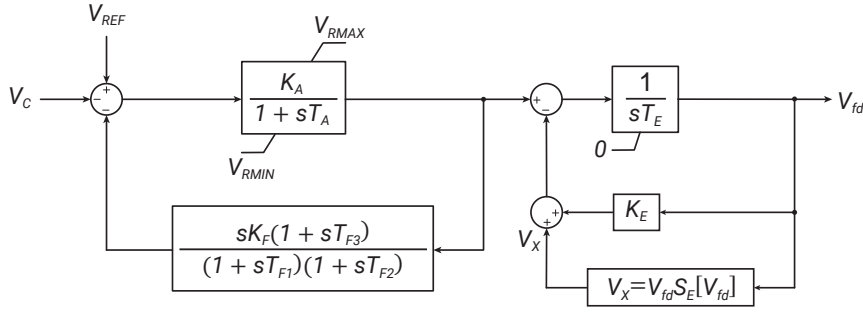 V_REF
V_RMAX
V_C
+
−
−
K_A
1 + sT_A
V_RMIN
+
−
1
sT_E
0
V_fd
sK_F(1 + sT_F3)
(1 + sT_F1)(1 + sT_F2)
+
+
K_E
V_X
V_X=V_fdS_E[V_fd]